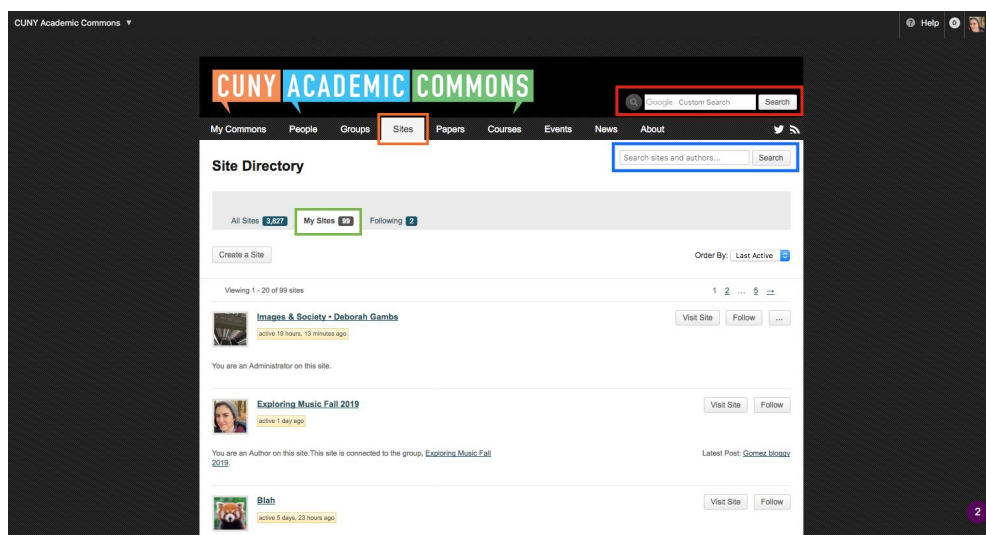 CUNY Academic Commons ▼
Help 0
CUNY ACADEMIC COMMONS
Google Custom Search Search
My Commons People Groups Sites Papers Courses Events News About
Site Directory
Search sites and authors... Search
All Sites 3,827 My Sites 99 Following 2
Create a Site
Order By: Last Active
Viewing 1 - 20 of 99 sites
1 2 ... 5 →
Images & Society • Deborah Gambs
active 19 hours, 13 minutes ago
Visit Site Follow ...
You are an Administrator on this site.
Exploring Music Fall 2019
active 1 day ago
Visit Site Follow
You are an Author on this site.This site is connected to the group, Exploring Music Fall
2019.
Latest Post: Gomez bloggy
Blah
active 5 days, 23 hours ago
Visit Site Follow
2